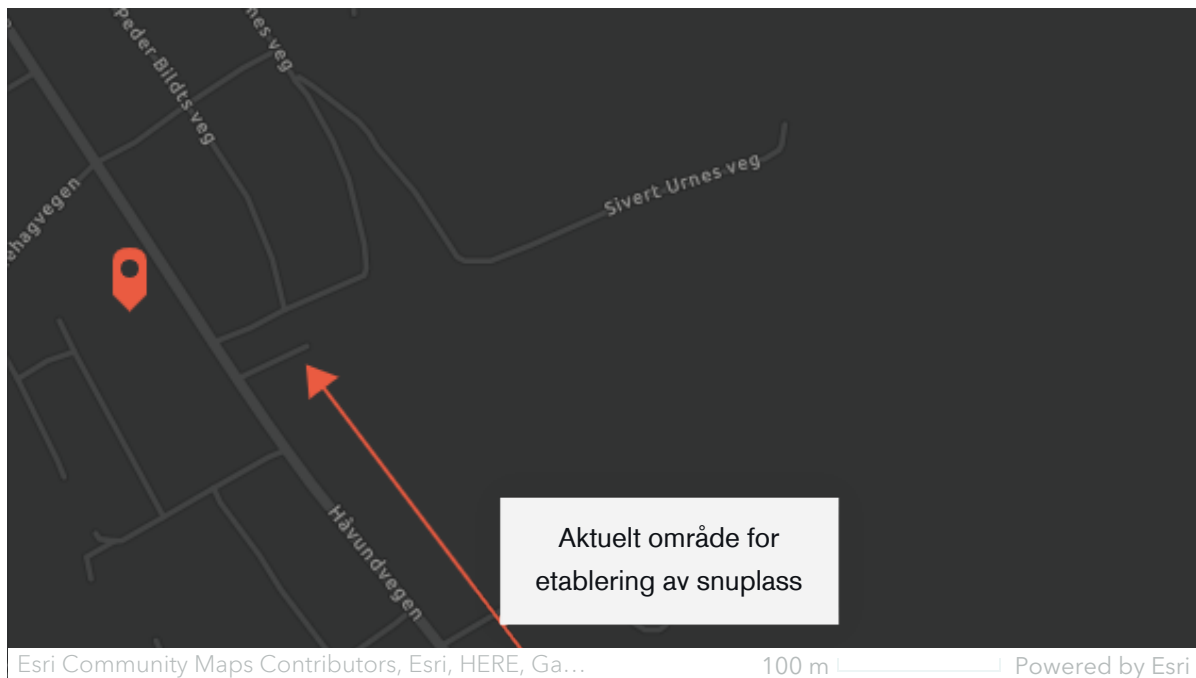 Peder Bildts veg
nes veg
Sivert Urnes veg
ehagvegen
Håvundvegen
Aktuelt område for
etablering av snuplass
Esri Community Maps Contributors, Esri, HERE, Ga…
100 m
Powered by Esri